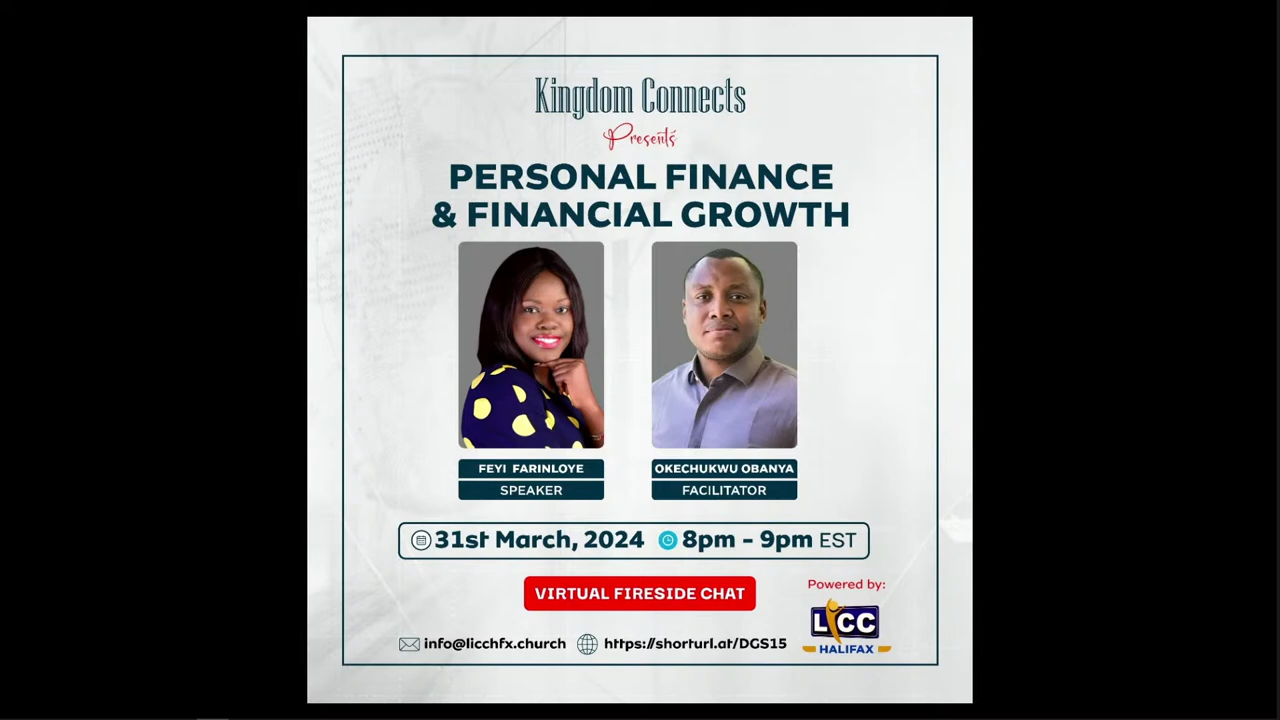 Kingdom Connects
Presents
PERSONAL FINANCE
& FINANCIAL GROWTH
FEYI FARINLOYE
SPEAKER
OKECHUKWU OBANYA
FACILITATOR
31st March, 2024 8pm - 9pm EST
VIRTUAL FIRESIDE CHAT
Powered by:
LICC
HALIFAX
info@licchfx.church https://shorturl.at/DGS15